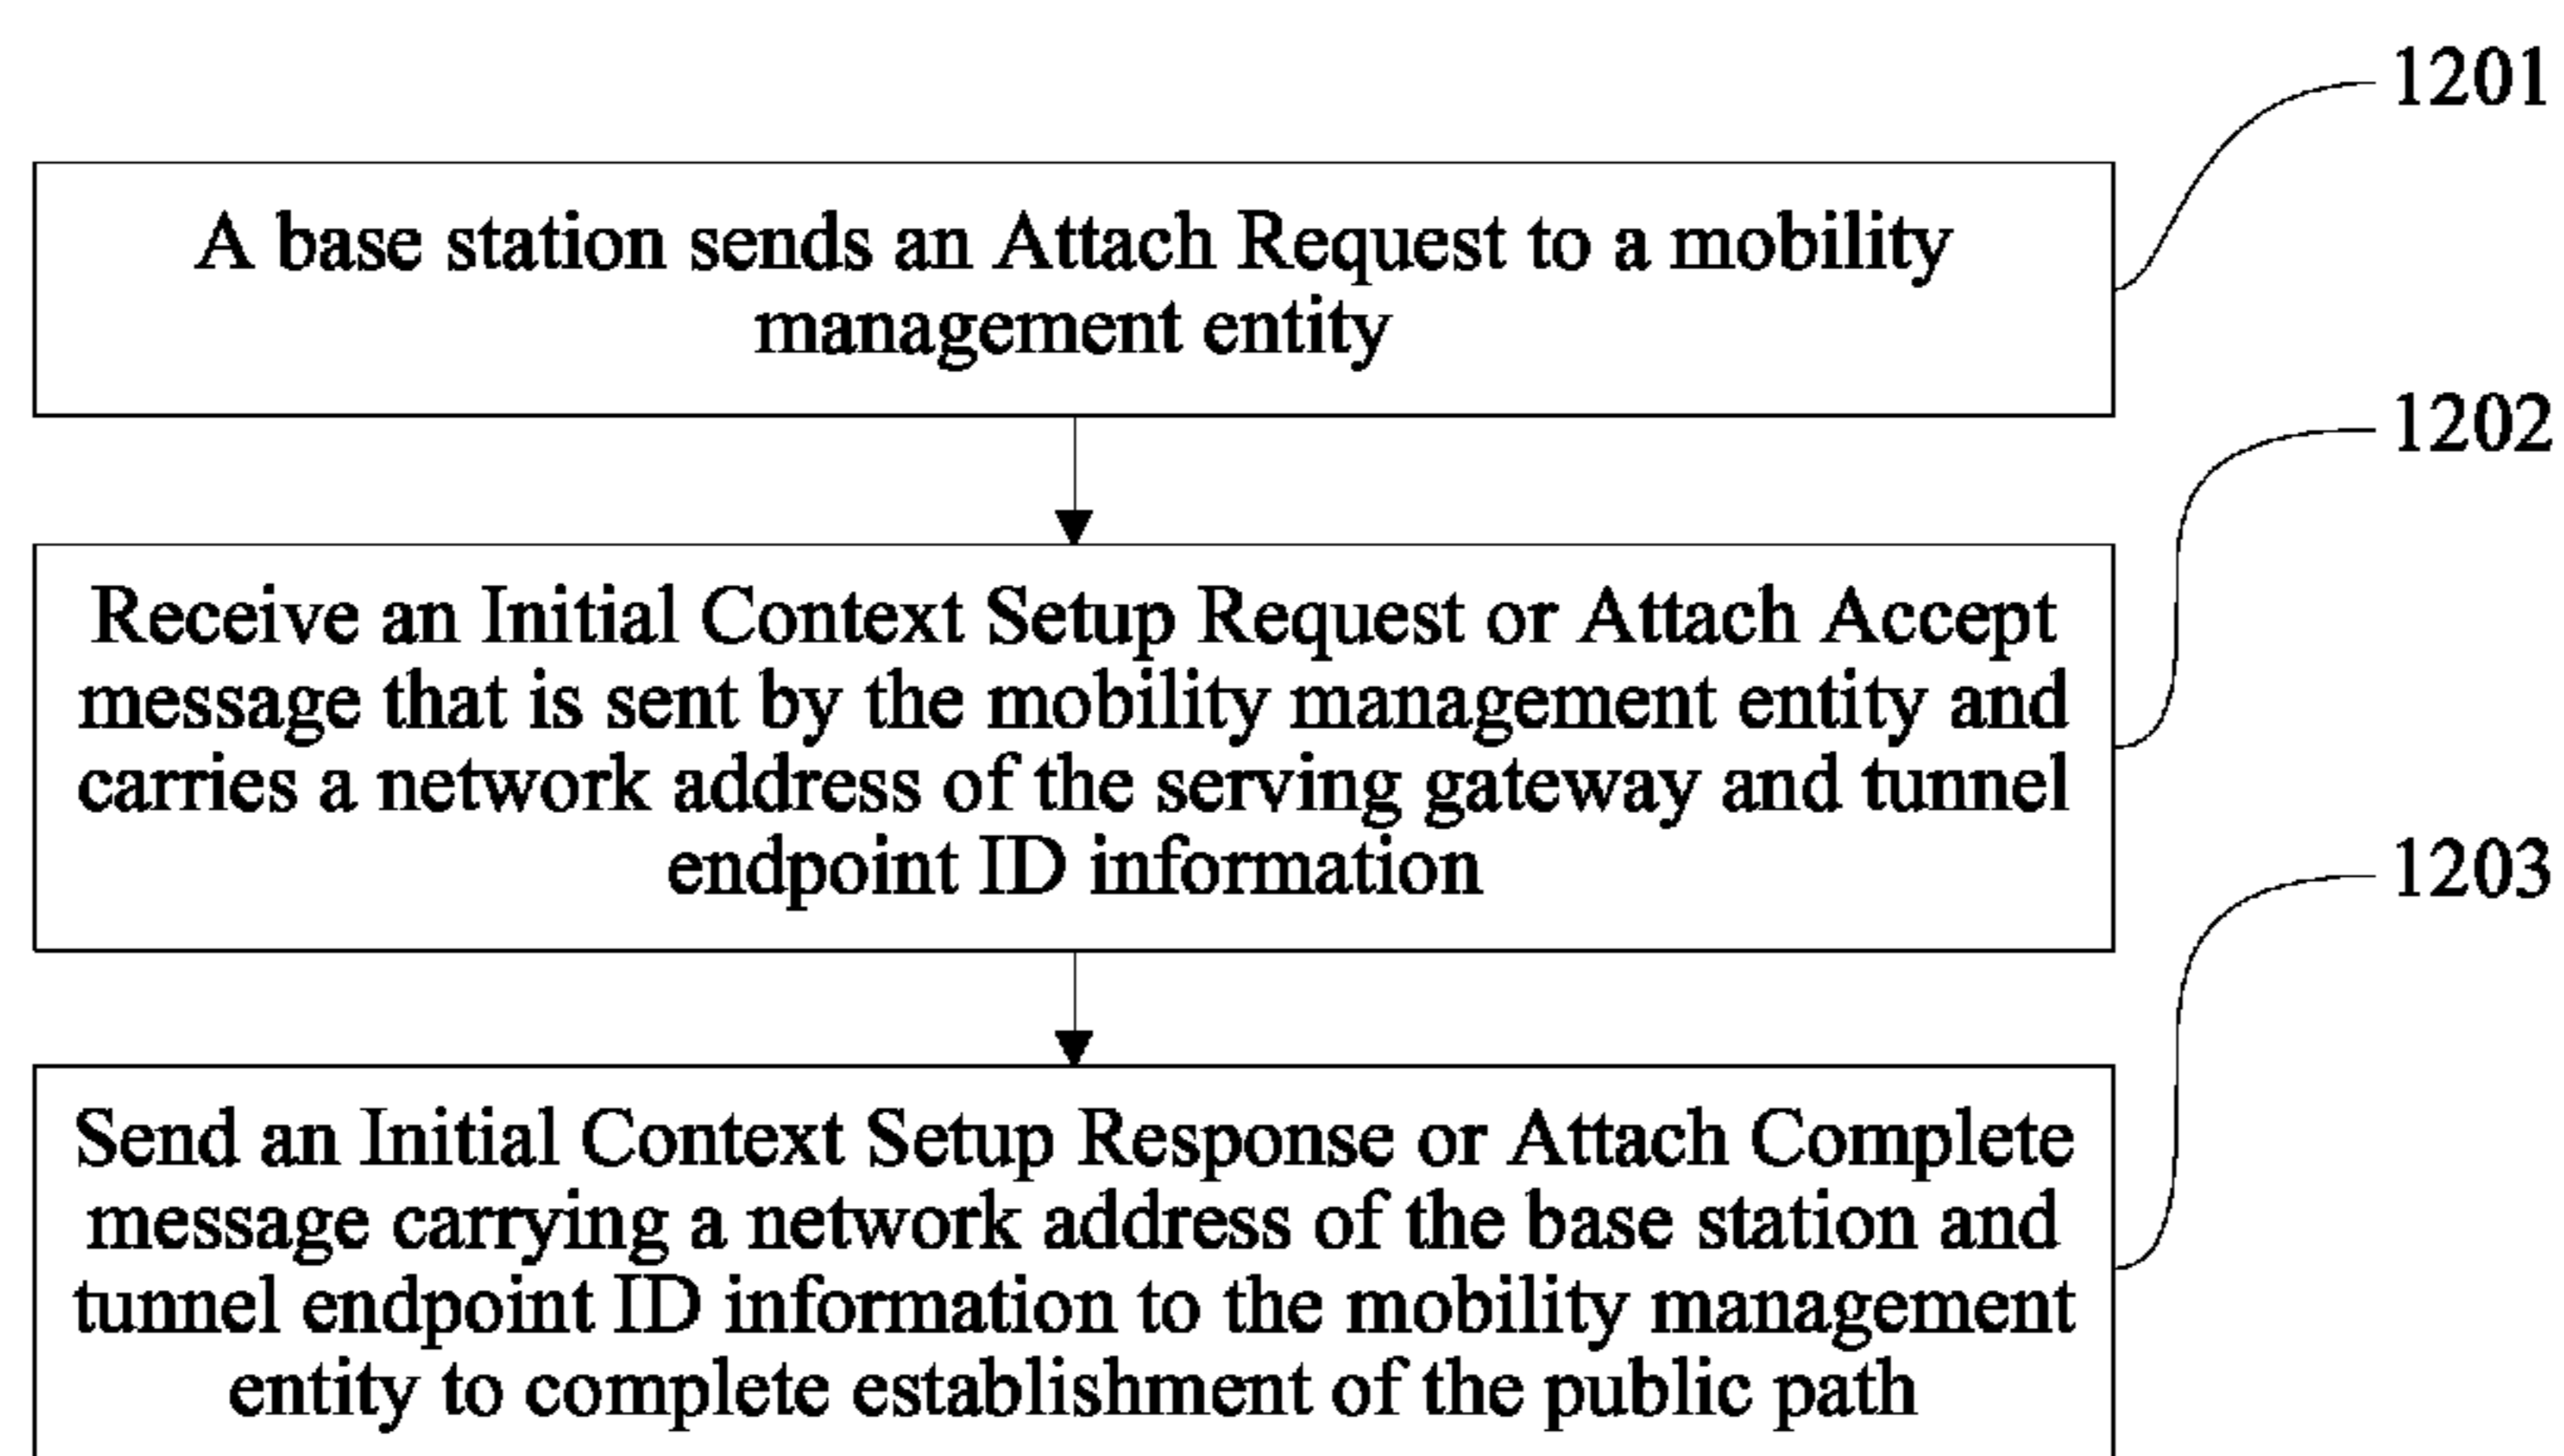 1201
A base station sends an Attach Request to a mobility
management entity
1202
Receive an Initial Context Setup Request or Attach Accept
message that is sent by the mobility management entity and
carries a network address of the serving gateway and tunnel
endpoint ID information
1203
Send an Initial Context Setup Response or Attach Complete
message carrying a network address of the base station and
tunnel endpoint ID information to the mobility management
entity to complete establishment of the public path